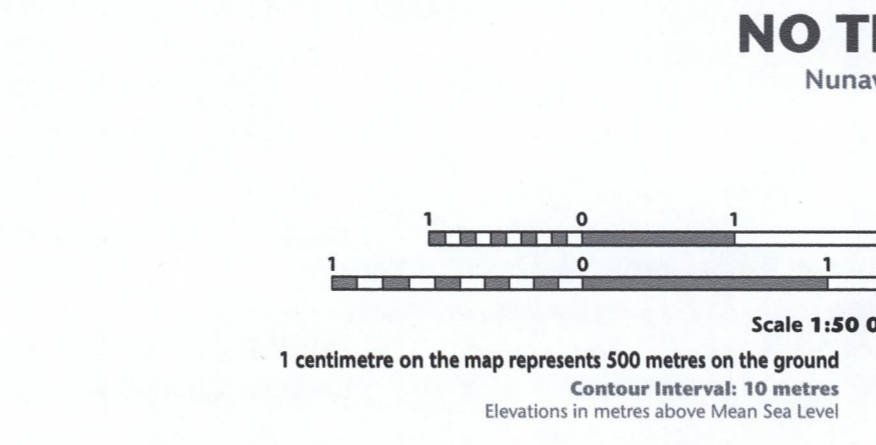 NO T
Nunav
1 0 1
1 0 1
Scale 1:50 0
1 centimetre on the map represents 500 metres on the ground
Contour Interval: 10 metres
Elevations in metres above Mean Sea Level